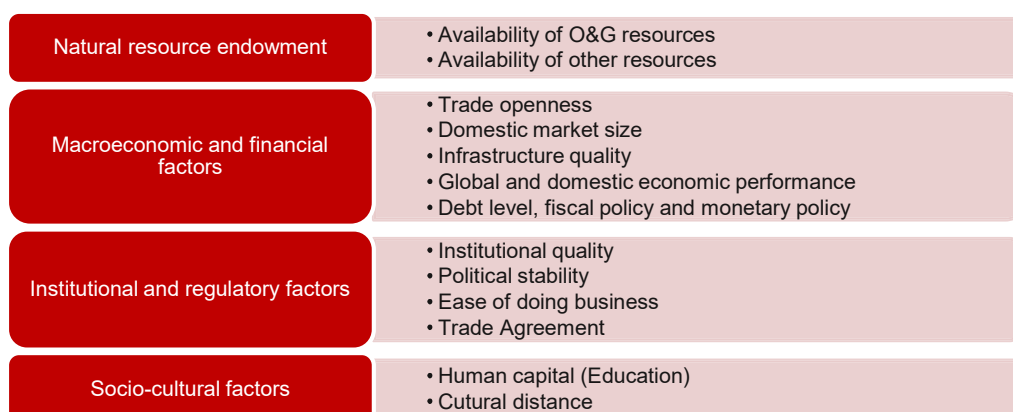 Natural resource endowment
• Availability of O&G resources
• Availability of other resources
Macroeconomic and financial
factors
• Trade openness
• Domestic market size
• Infrastructure quality
• Global and domestic economic performance
• Debt level, fiscal policy and monetary policy
Institutional and regulatory factors
• Institutional quality
• Political stability
• Ease of doing business
• Trade Agreement
Socio-cultural factors
• Human capital (Education)
• Cutural distance